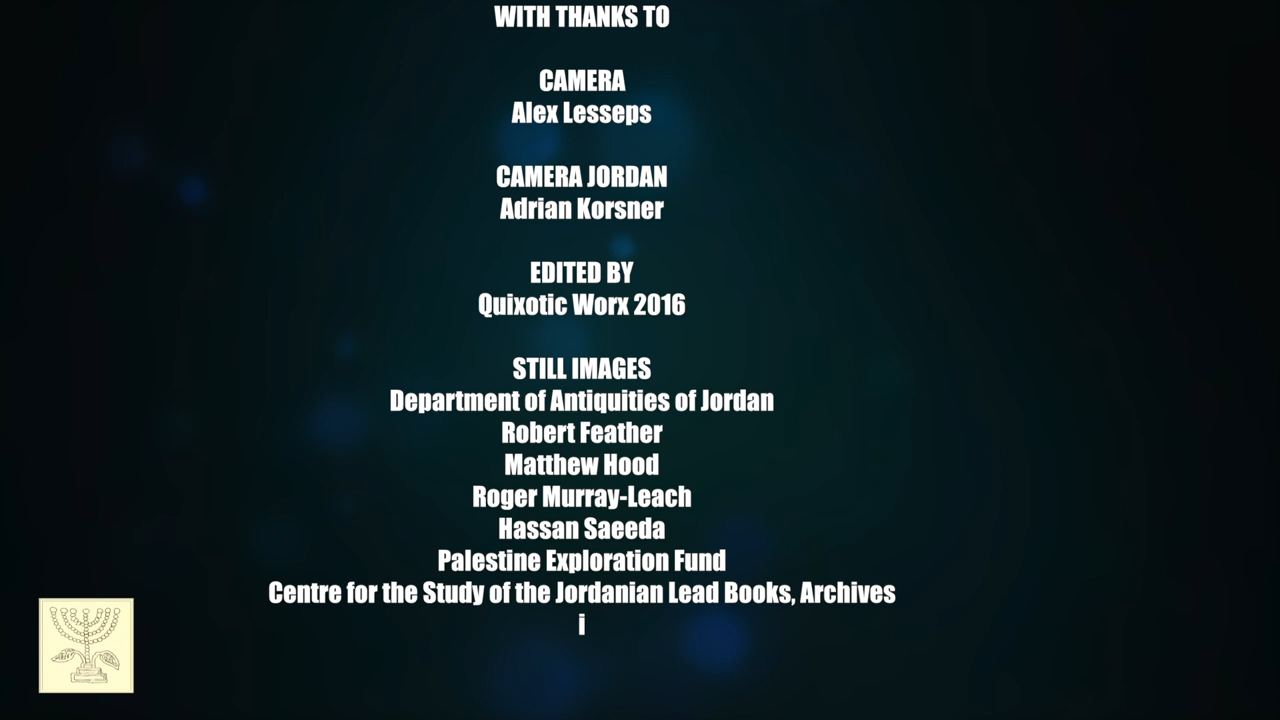 WITH THANKS TO
CAMERA
Alex Lesseps
CAMERA JORDAN
Adrian Korsner
EDITED BY
Quixotic Worx 2016
STILL IMAGES
Department of Antiquities of Jordan
Robert Feather
Matthew Hood
Roger Murray-Leach
Hassan Saeeda
Palestine Exploration Fund
Centre for the Study of the Jordanian Lead Books, Archives
i